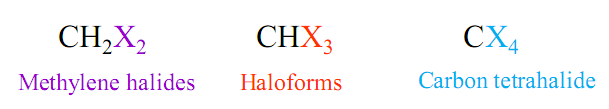 CH₂X₂ CHX₃ CX₄
Methylene halides Haloforms Carbon tetrahalide